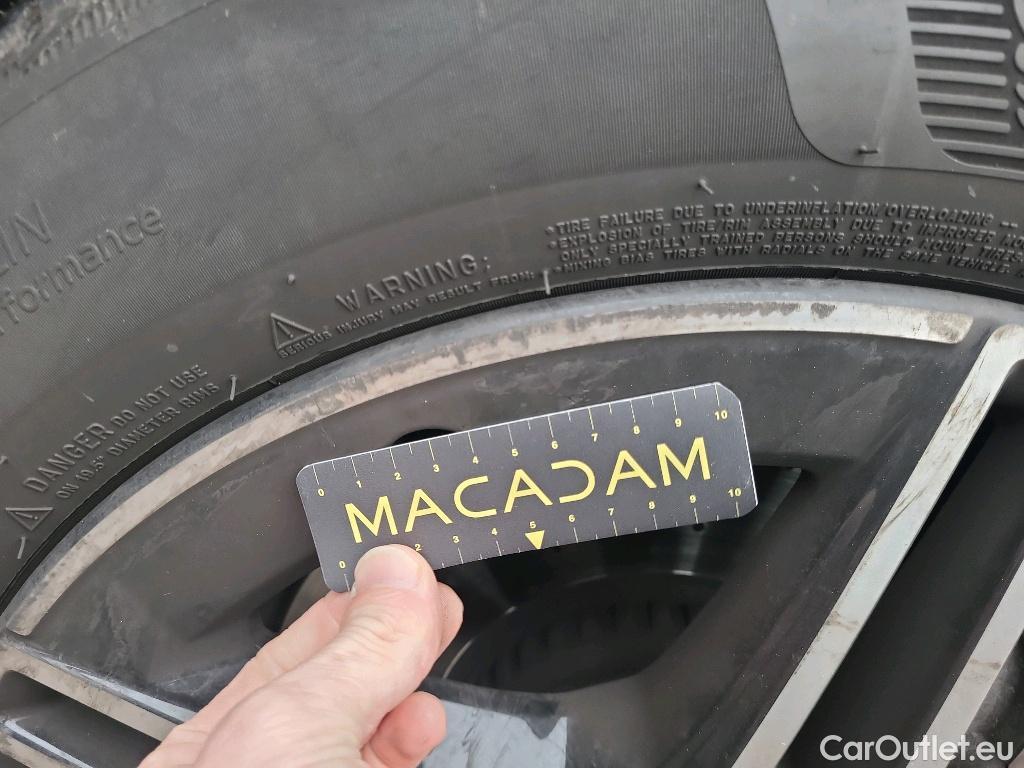 TIRE FAILURE DUE TO UNDERINFLATION/OVERLOADING
EXPLOSION OF TIRE/RIM ASSEMBLY DUE TO IMPROPER
ONLY SPECIALLY TRAINED PERSONS SHOULD MOUNT TIRES
MIXING BIAS TIRES WITH RADIALS ON THE SAME VEHICLE
WARNING:
SERIOUS INJURY MAY RESULT FROM:
formance
DANGER DO NOT USE
ON 19.5" DIAMETER RIMS
0 1 2 3 4 5 6 7 8 9 10
MACADAM
0 2 3 4 5 6 7 8 9 10
CarOutlet.eu